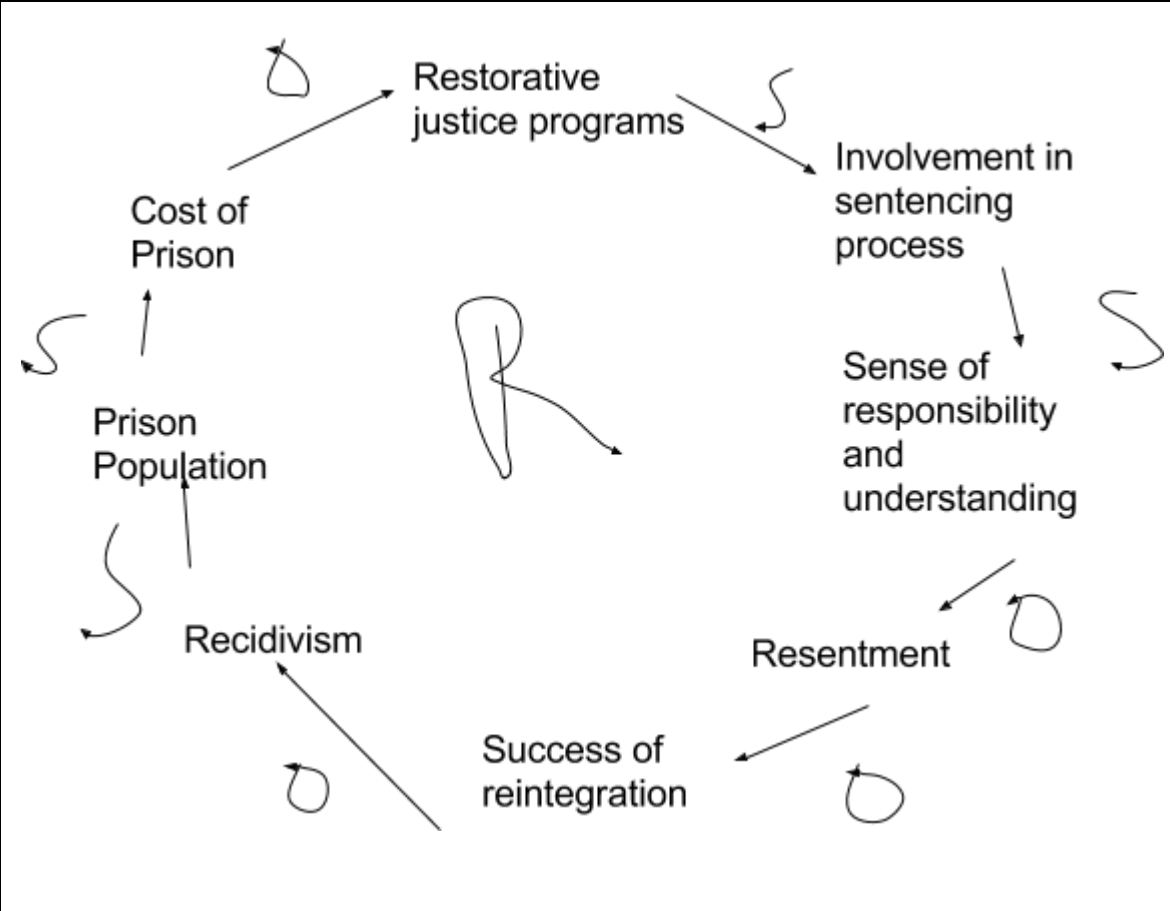 Restorative
justice programs
S
Involvement in
sentencing
process
S
Sense of
responsibility
and
understanding
O
Resentment
O
Success of
reintegration
O
Recidivism
S
Prison
Population
S
Cost of
Prison
O
R